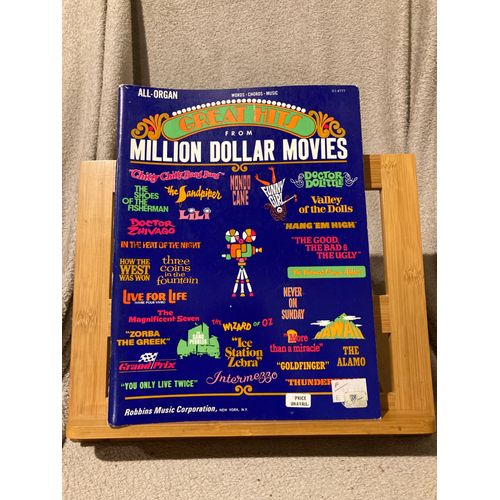 ALL-ORGAN
WORDS • CHORDS • MUSIC
GREAT HITS
FROM
MILLION DOLLAR MOVIES
"Chitty Chitty Bang Bang"
THE SHOES OF THE FISHERMAN
the Sandpiper
MONDO CANE
FUNNY GIRL
DOCTOR DOLITTLE
Valley of the Dolls
LILI
DOCTOR ZHIVAGO
"HANG 'EM HIGH"
IN THE HEAT OF THE NIGHT
"THE GOOD, THE BAD & THE UGLY"
HOW THE WEST WAS WON
three coins in the fountain
LIVE FOR LIFE
NEVER ON SUNDAY
The Magnificent Seven
THE WIZARD OF OZ
HAWAII
"ZORBA THE GREEK"
THE SAND PEBBLES
"Ice Station Zebra"
"More than a miracle"
THE ALAMO
Grand Prix
"GOLDFINGER"
"YOU ONLY LIVE TWICE"
Intermezzo
"THUNDER
Robbins Music Corporation, NEW YORK, N.Y.
PRICE
UNAVAIL.